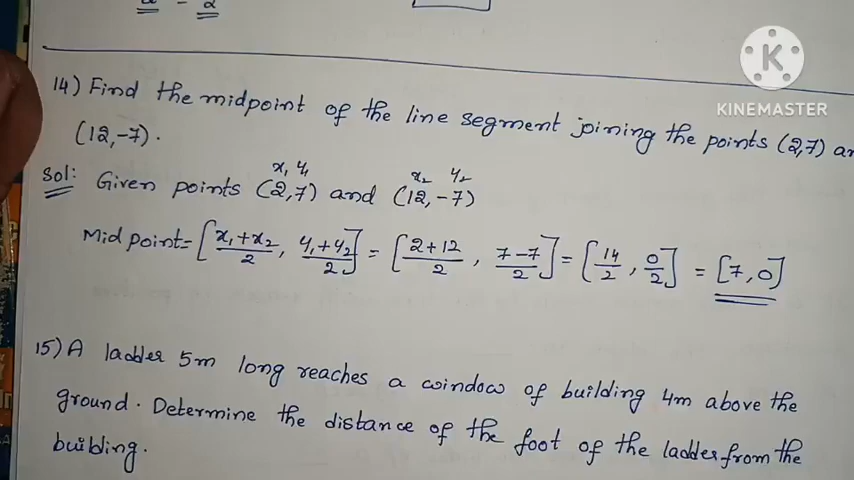 K
KINEMASTER
14) Find the midpoint of the line segment joining the points (2,7) an
(12,-7).
Sol: Given points (2,7) and (12,-7)
x₁ y₁ x₂ y₂
Mid point = [x₁+x₂/2, y₁+y₂/2] = [2+12/2, 7-7/2] = [14/2, 0/2] = [7,0]
15) A ladder 5m long reaches a window of building 4m above the
ground. Determine the distance of the foot of the ladder from the
building.